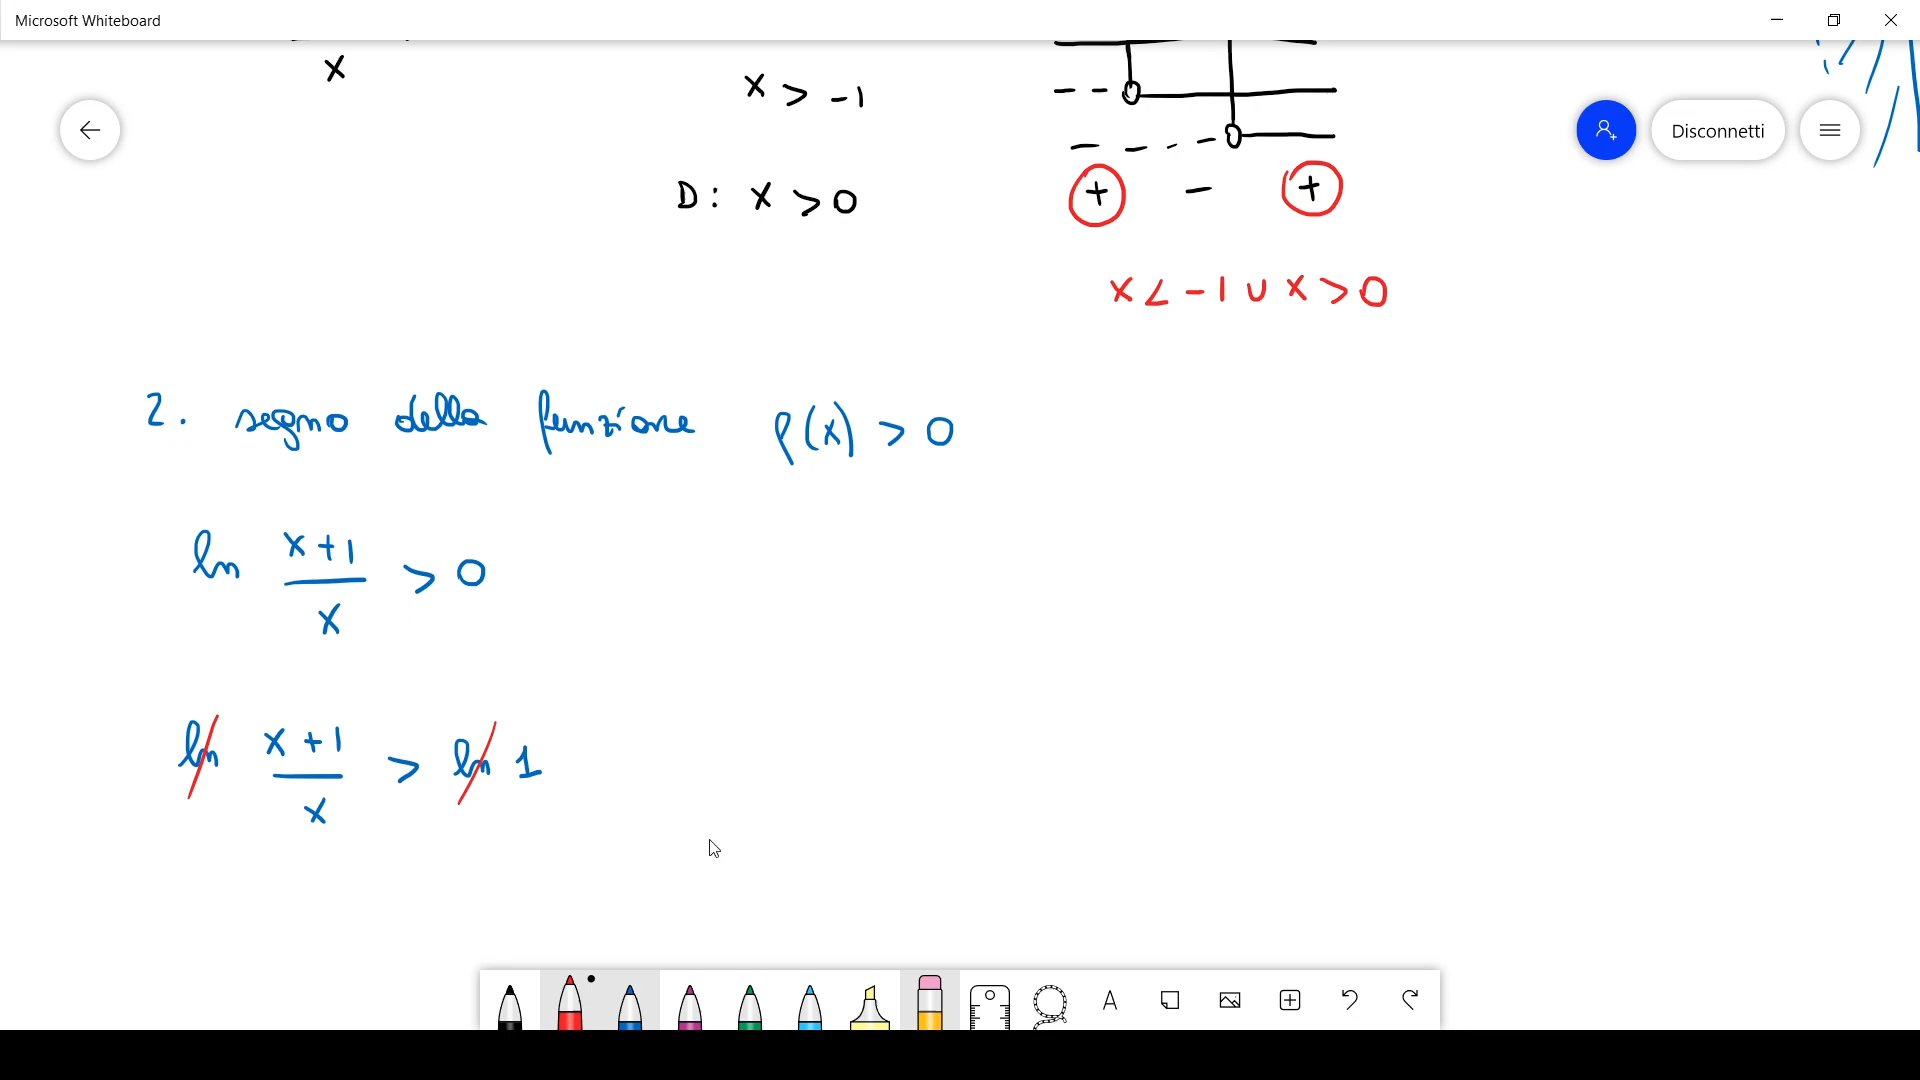 Microsoft Whiteboard
x
x > -1
D: x > 0
+ - +
x < -1 ∪ x > 0
Disconnetti
2. segno della funzione f(x) > 0
ln (x+1)/x > 0
ln (x+1)/x > ln 1